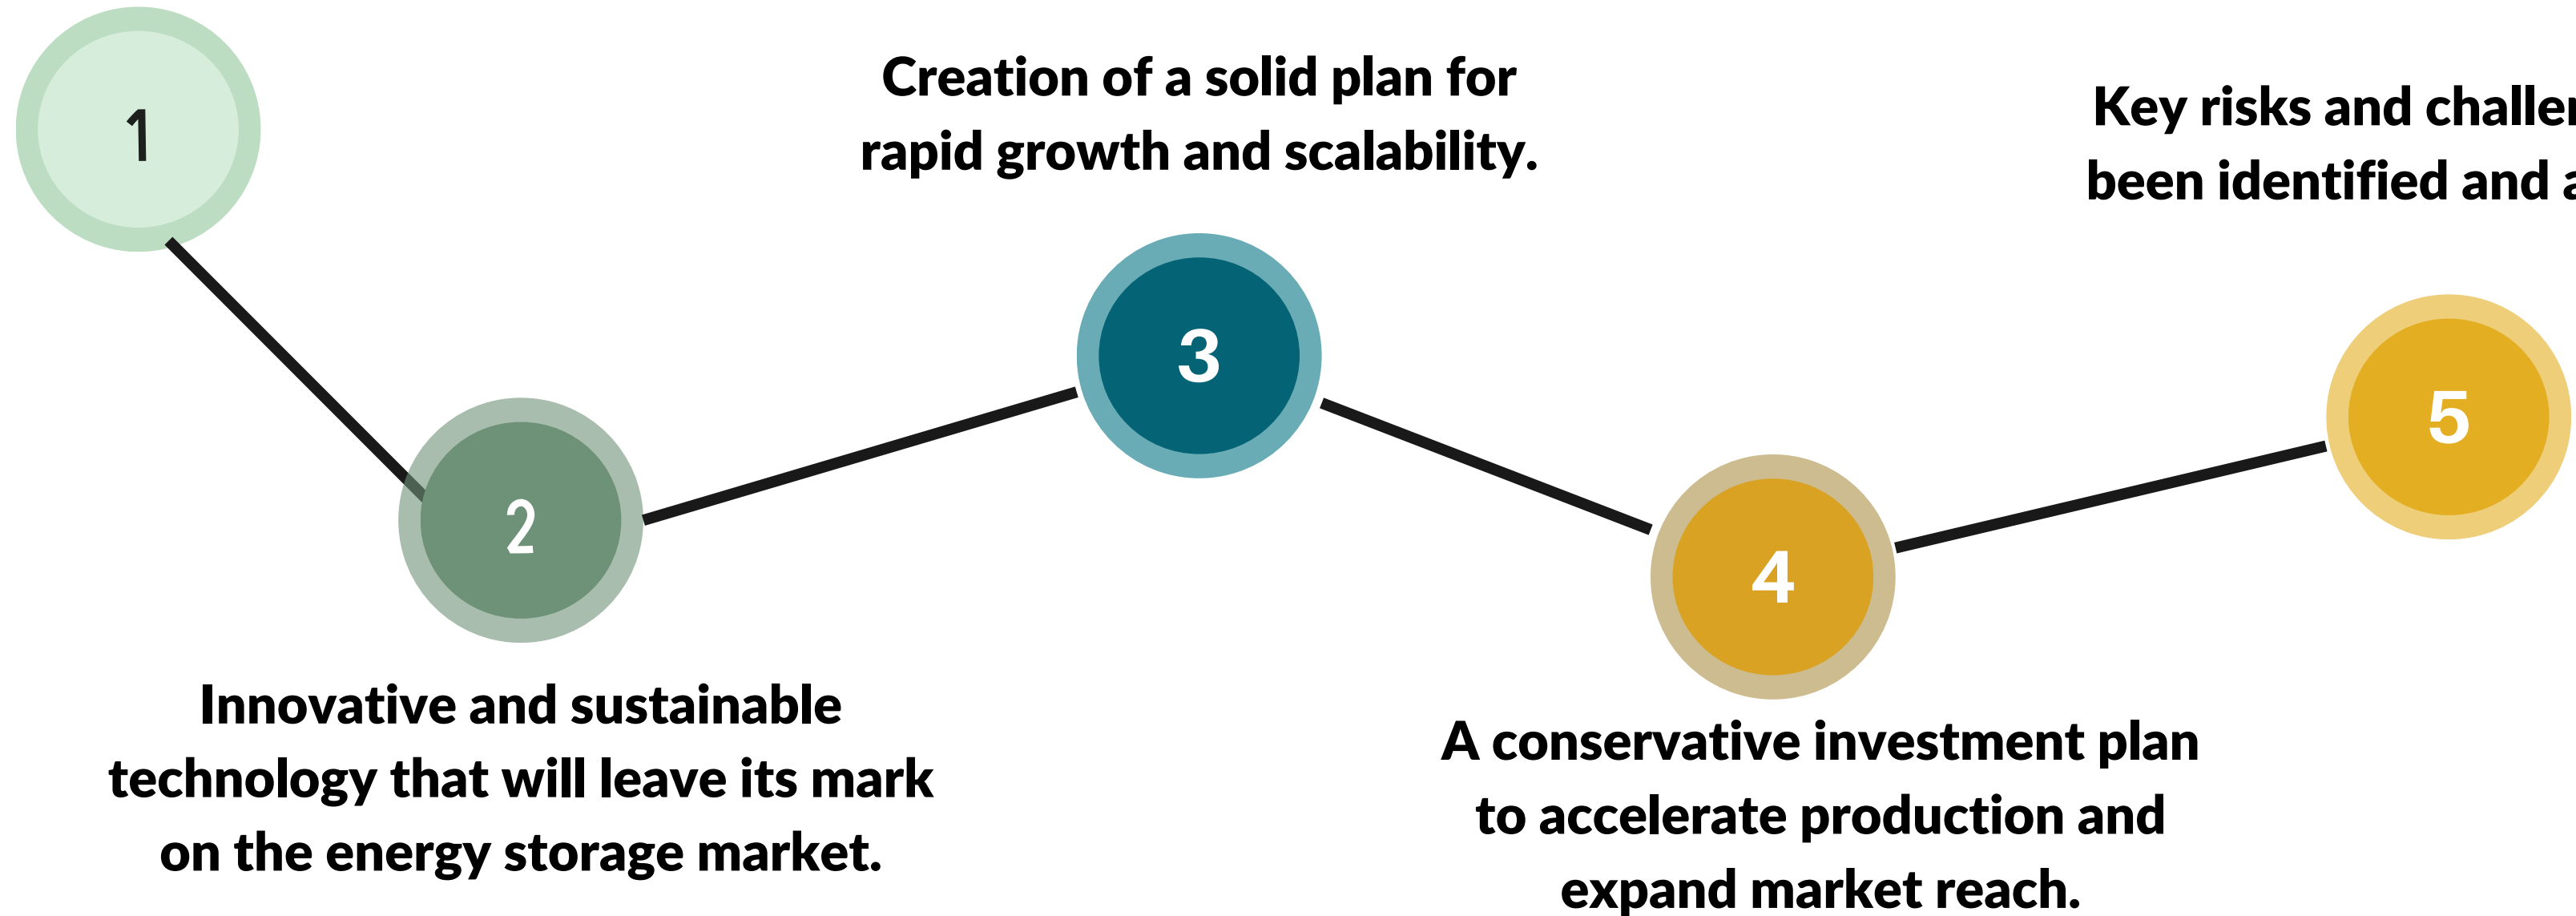 1
Creation of a solid plan for
rapid growth and scalability.
Key risks and
been identified and
3
5
2
4
Innovative and sustainable
technology that will leave its mark
on the energy storage market.
A conservative investment plan
to accelerate production and
expand market reach.